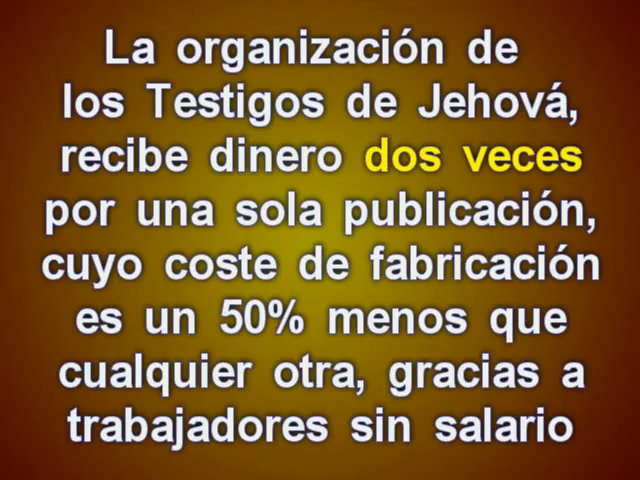 La organización de
los Testigos de Jehová,
recibe dinero dos veces
por una sola publicación,
cuyo coste de fabricación
es un 50% menos que
cualquier otra, gracias a
trabajadores sin salario